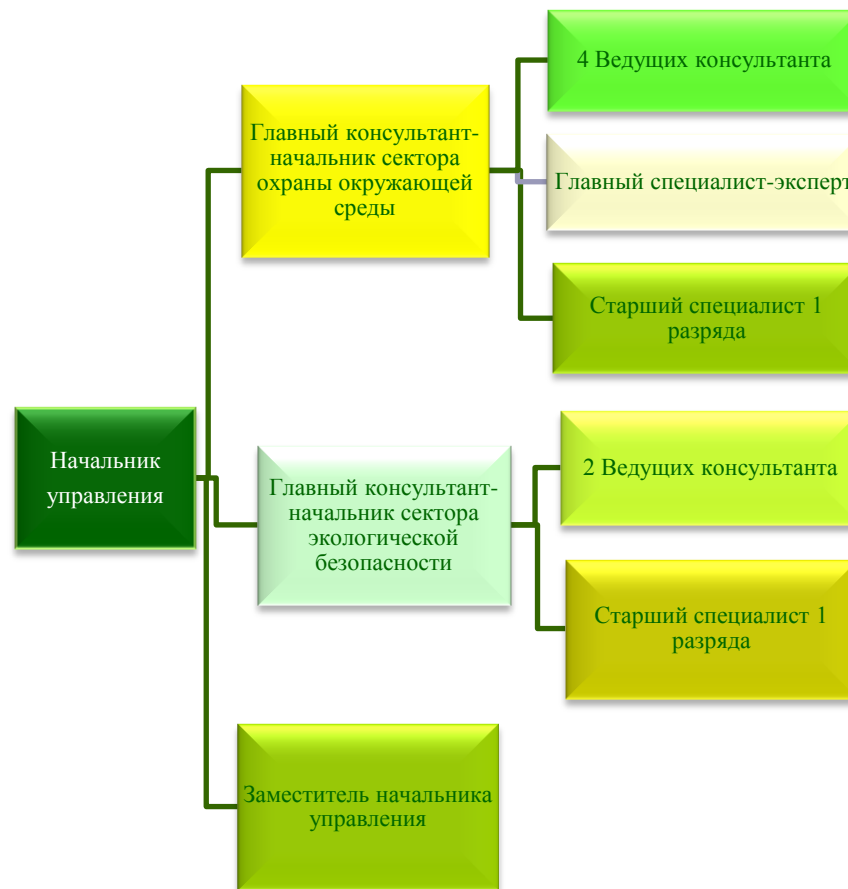 4 Ведущих консультанта
Главный консультант-
начальник сектора
охраны окружающей
среды
Главный специалист-эксперт
Старший специалист 1
разряда
Начальник
управления
Главный консультант-
начальник сектора
экологической
безопасности
2 Ведущих консультанта
Старший специалист 1
разряда
Заместитель начальника
управления